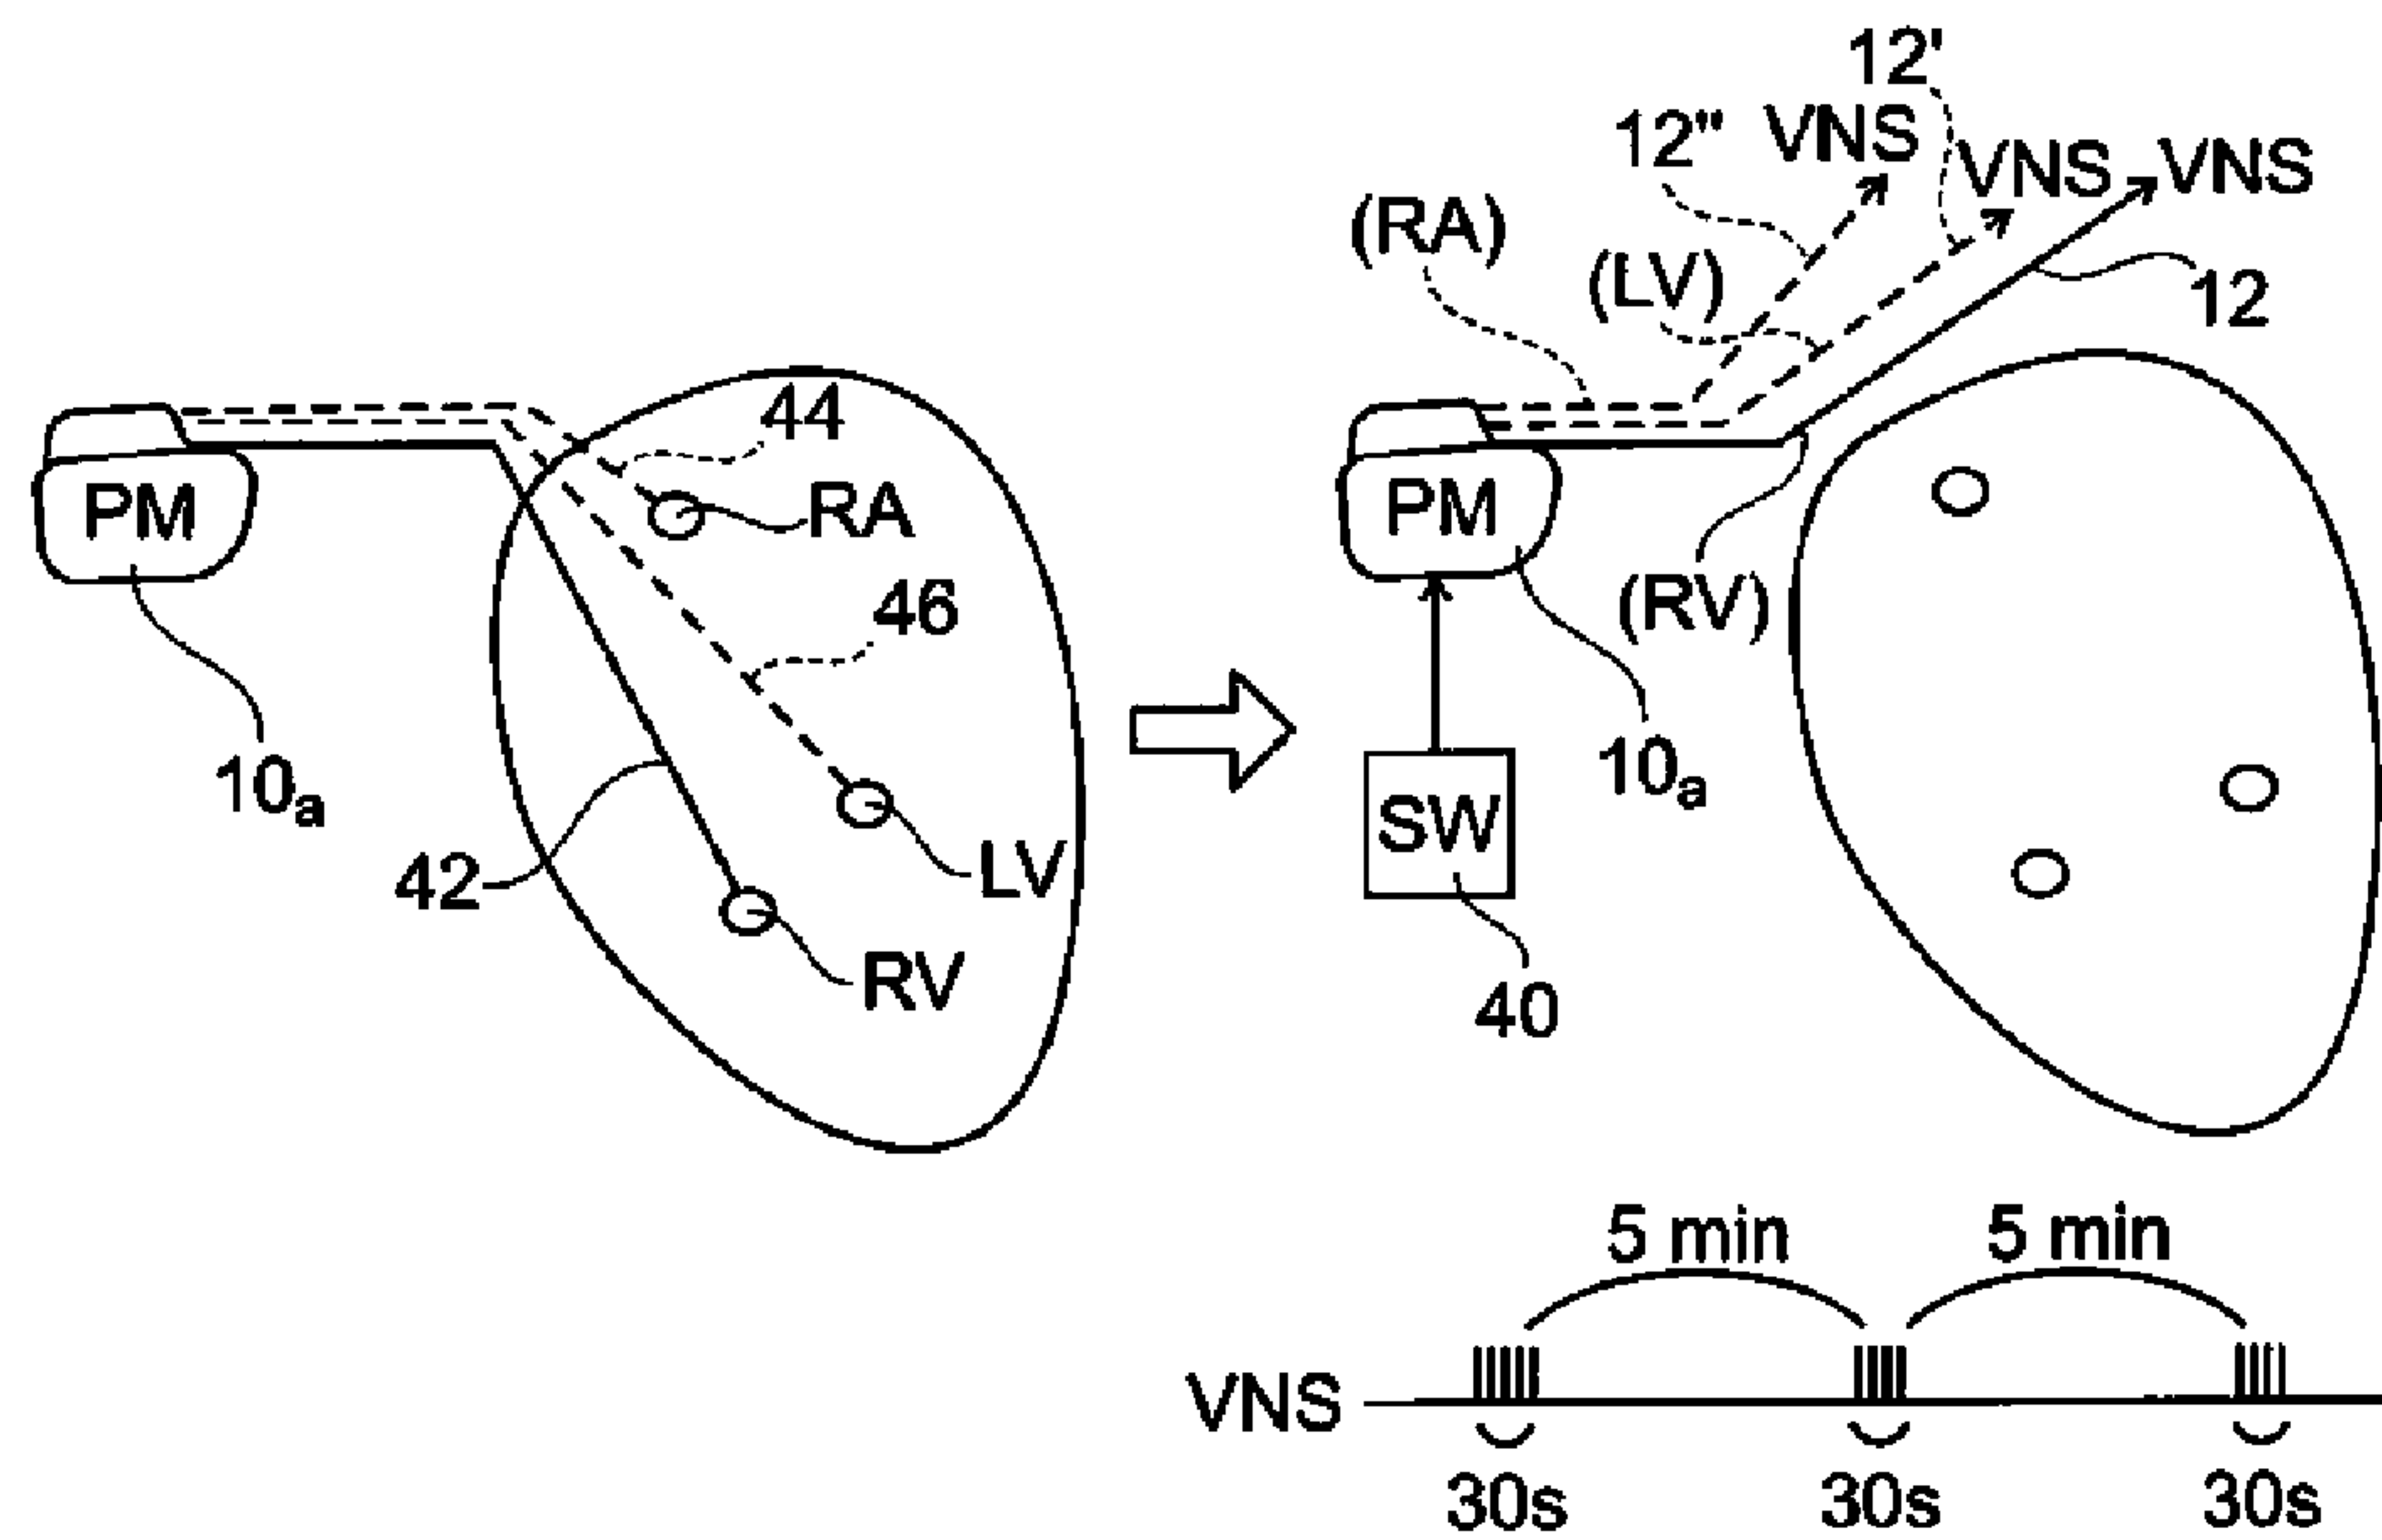 PM
10a
44
RA
46
42
LV
RV
12'
12"
VNS
VNS
VNS
(RA)
(LV)
12
PM
(RV)
10a
SW
40
5 min
5 min
VNS
30s
30s
30s